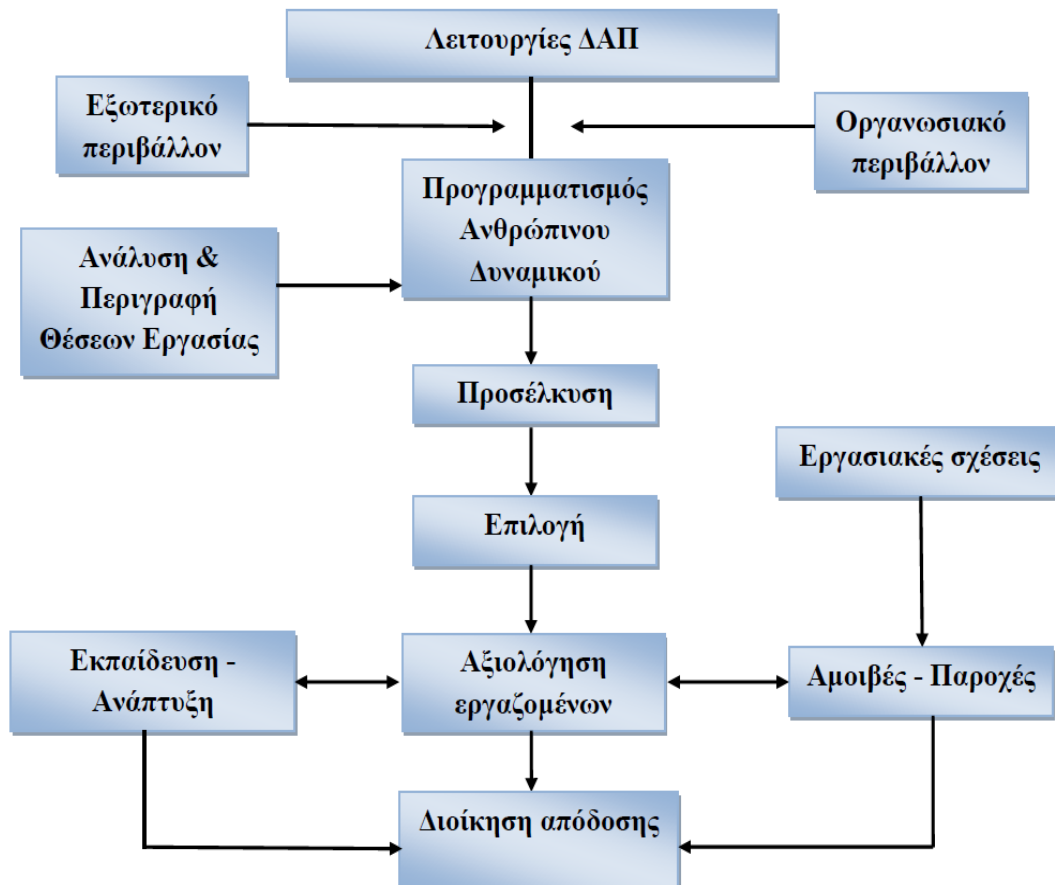 Λειτουργίες ΔΑΠ
Εξωτερικό
περιβάλλον
Οργανωσιακό
περιβάλλον
Προγραμματισμός
Ανθρώπινου
Δυναμικού
Ανάλυση &
Περιγραφή
Θέσεων Εργασίας
Προσέλκυση
Εργασιακές σχέσεις
Επιλογή
Εκπαίδευση -
Ανάπτυξη
Αξιολόγηση
εργαζομένων
Αμοιβές - Παροχές
Διοίκηση απόδοσης